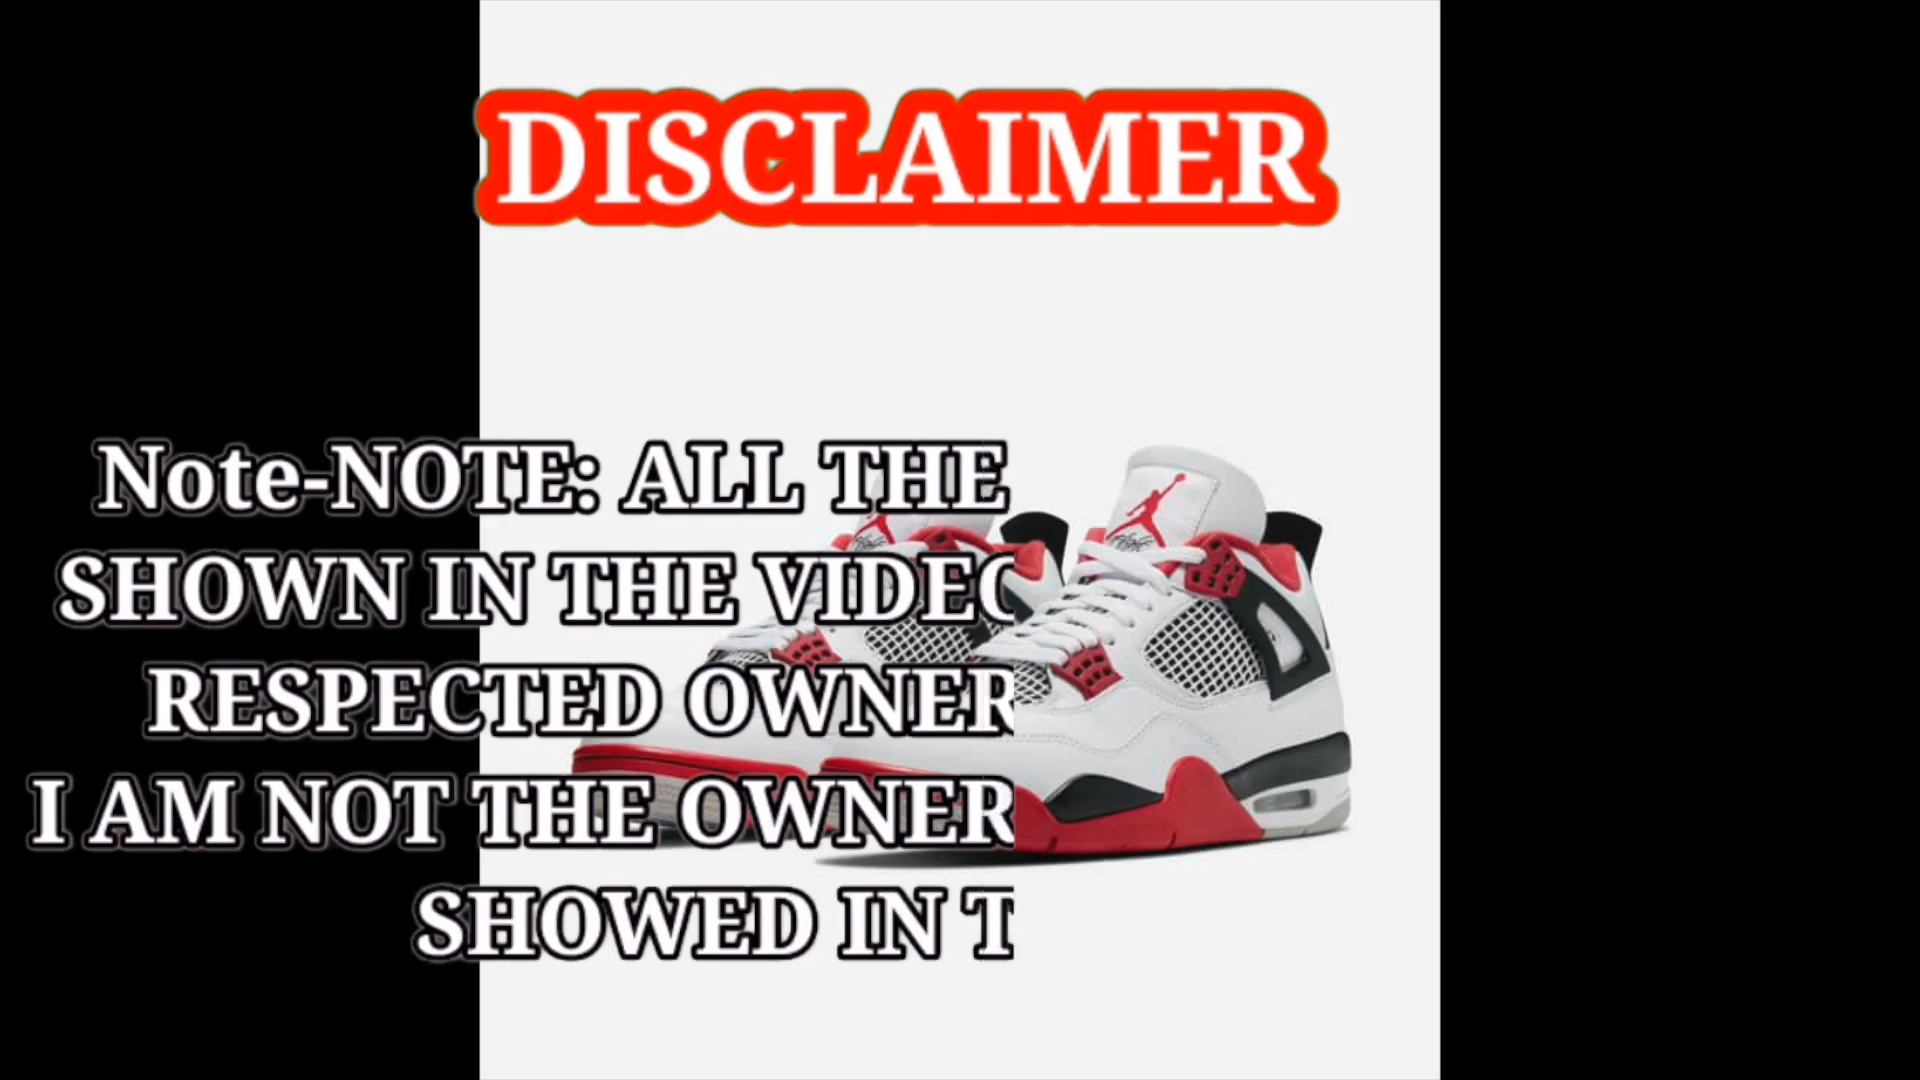 DISCLAIMER
Note-NOTE: ALL THE
SHOWN IN THE VIDEO
RESPECTED OWNER
I AM NOT THE OWNER
SHOWED IN T